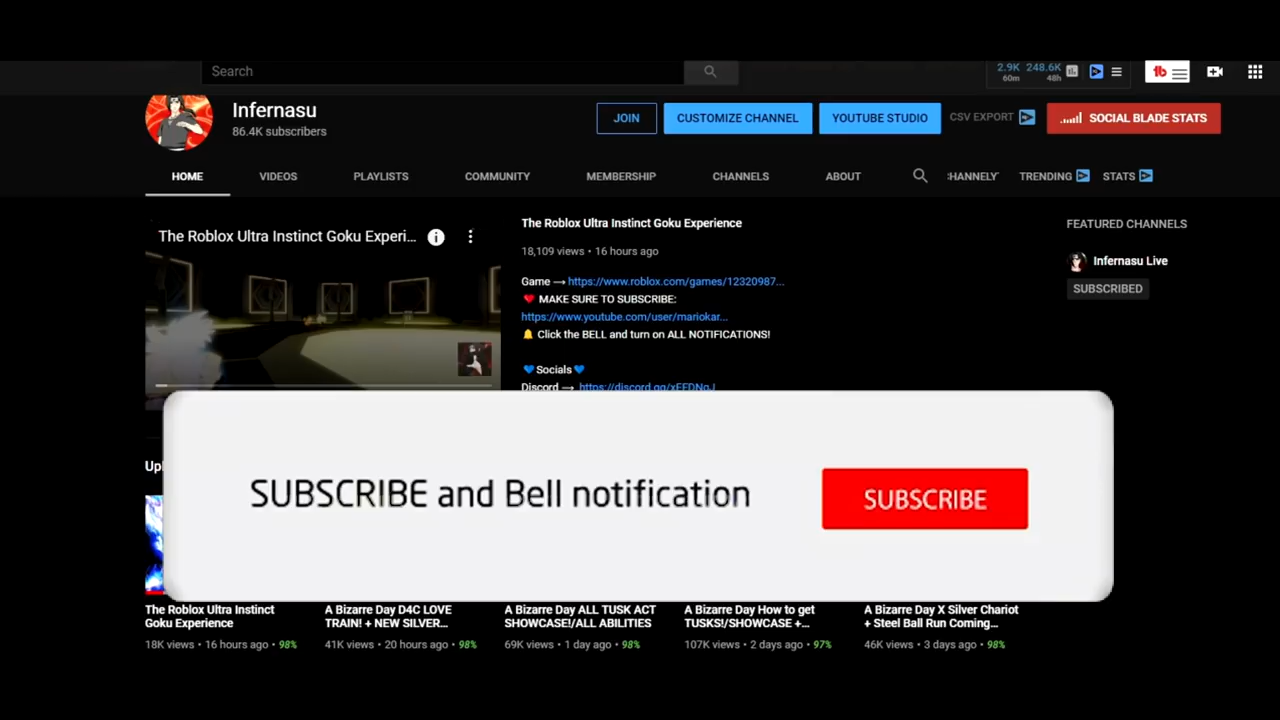 Search
2.9K 248.6K
60m 48h
Infernasu
86.4K subscribers
JOIN
CUSTOMIZE CHANNEL
YOUTUBE STUDIO
CSV EXPORT
SOCIAL BLADE STATS
HOME
VIDEOS
PLAYLISTS
COMMUNITY
MEMBERSHIP
CHANNELS
ABOUT
HANNELY
TRENDING
STATS
The Roblox Ultra Instinct Goku Experi...
The Roblox Ultra Instinct Goku Experience
18,109 views • 16 hours ago
Game → https://www.roblox.com/games/12320987...
MAKE SURE TO SUBSCRIBE:
https://www.youtube.com/user/mariokar...
Click the BELL and turn on ALL NOTIFICATIONS!
💙Socials💙
Discord → https://discord.gg/xFFDNqJ
FEATURED CHANNELS
Infernasu Live
SUBSCRIBED
Upl
SUBSCRIBE and Bell notification
SUBSCRIBE
The Roblox Ultra Instinct
Goku Experience
18K views • 16 hours ago • 98%
A Bizarre Day D4C LOVE
TRAIN! + NEW SILVER...
41K views • 20 hours ago • 98%
A Bizarre Day ALL TUSK ACT
SHOWCASE!/ALL ABILITIES
69K views • 1 day ago • 98%
A Bizarre Day How to get
TUSKS!/SHOWCASE +...
107K views • 2 days ago • 97%
A Bizarre Day X Silver Chariot
+ Steel Ball Run Coming...
46K views • 3 days ago • 98%